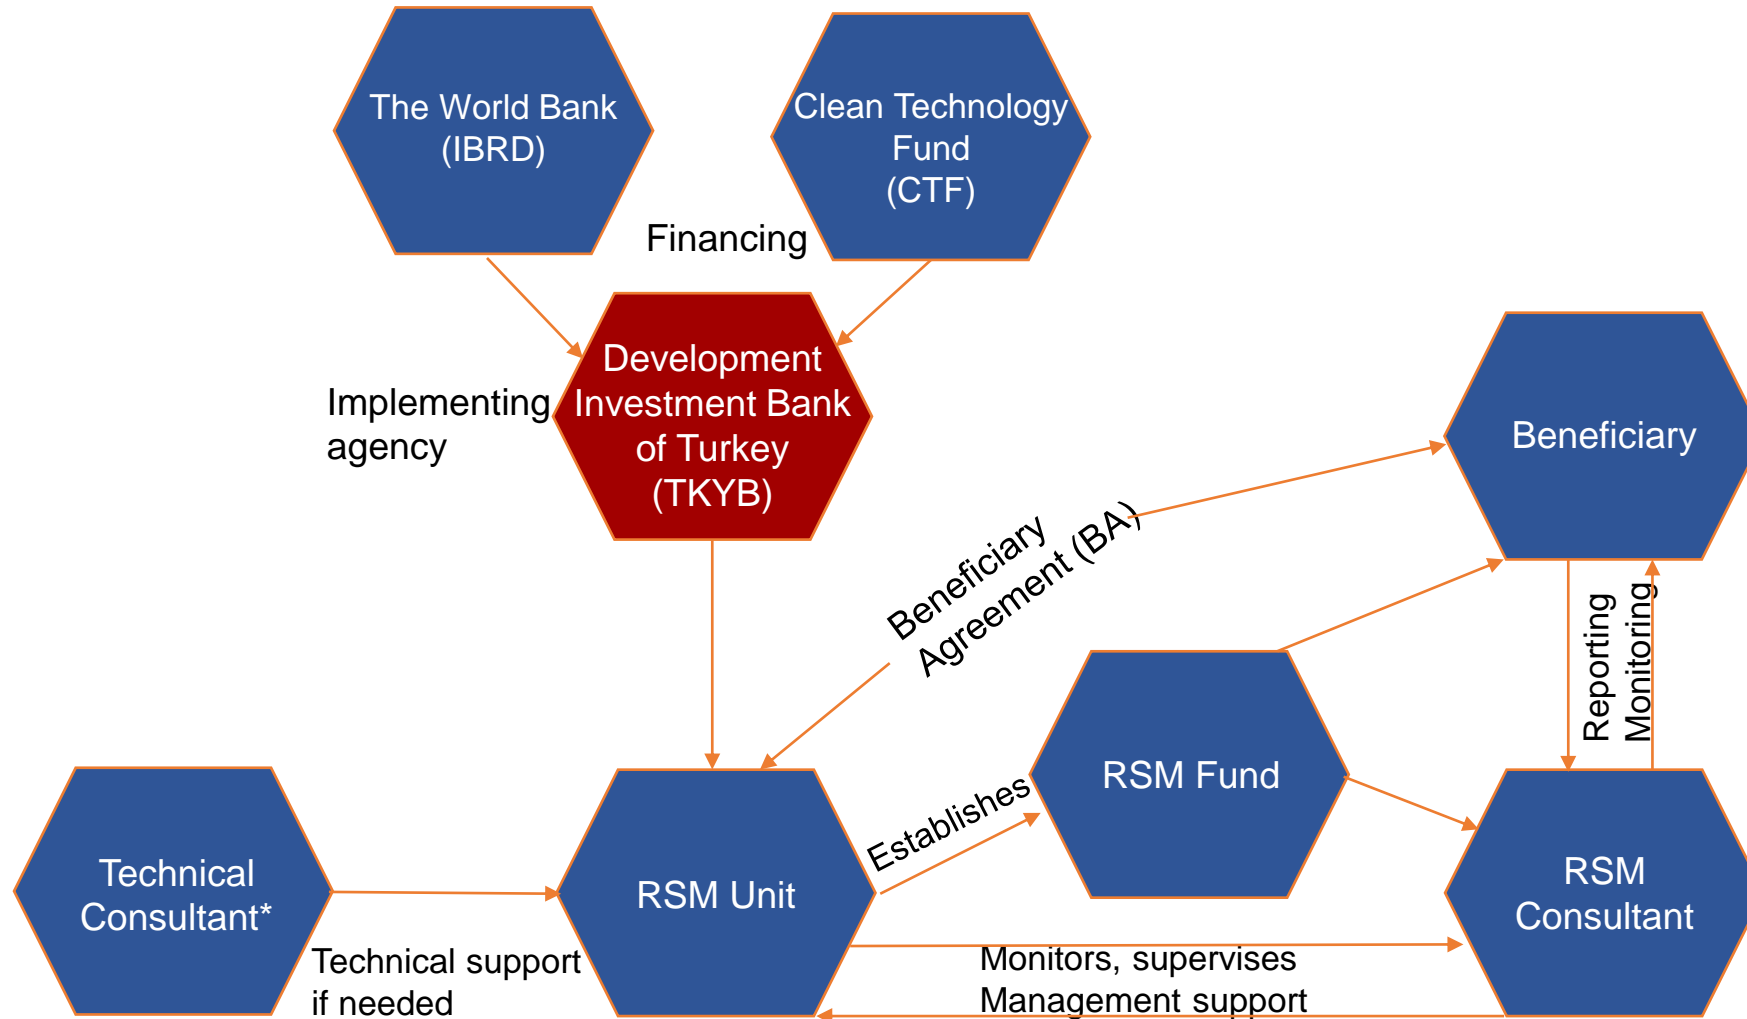 The World Bank
(IBRD)
Clean Technology
Fund
(CTF)
Financing
Development
Investment Bank
of Turkey
(TKYB)
Implementing
agency
Beneficiary
Beneficiary
Agreement (BA)
Reporting
Monitoring
RSM Fund
Establishes
Technical
Consultant*
RSM Unit
RSM
Consultant
Technical support
if needed
Monitors, supervises
Management support